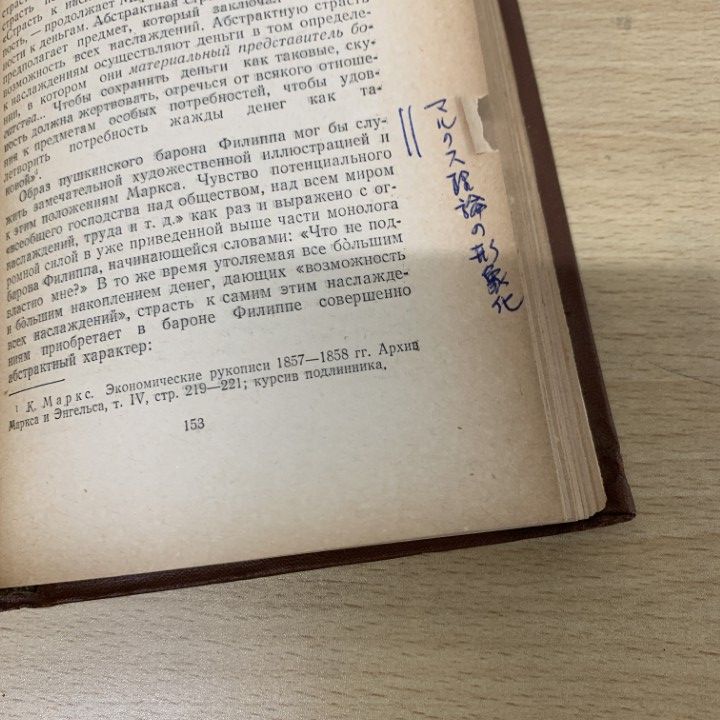 страсть к
«Страсть к
ность, — продолжает
ности к деньгам. Абстрактная
предполагает предмет, который
возможность всех наслаждений. Абстрактную страсть
к наслаждениям осуществляют деньги в том определе-
нии, в котором они материальный представитель бо-
гатства... Чтобы сохранить деньги как таковые, ску-
пость должна жертвовать, отречься от всякого отноше-
ния к предметам особых потребностей, чтобы удов-
летворить потребность жажды денег как та-
новой»¹.
Образ пушкинского барона Филиппа мог бы слу-
жить замечательной художественной иллюстрацией и
к этим положениям Маркса. Чувство потенциального
«всеобщего господства над обществом, над всем миром
наслаждений, труда и т. д.» как раз и выражено с ог-
ромной силой в уже приведенной выше части монолога
барона Филиппа, начинающейся словами: «Что не под-
властно мне?» В то же время утоляемая все бо́льшим
и бо́льшим накоплением денег, дающих «возможность
всех наслаждений», страсть к самим этим наслажде-
ниям приобретает в бароне Филиппе совершенно
абстрактный характер:
¹ К. Маркс. Экономические рукописи 1857—1858 гг. Архив
Маркса и Энгельса, т. IV, стр. 219—221; курсив подлинника.
153
マルクス理論の形象化